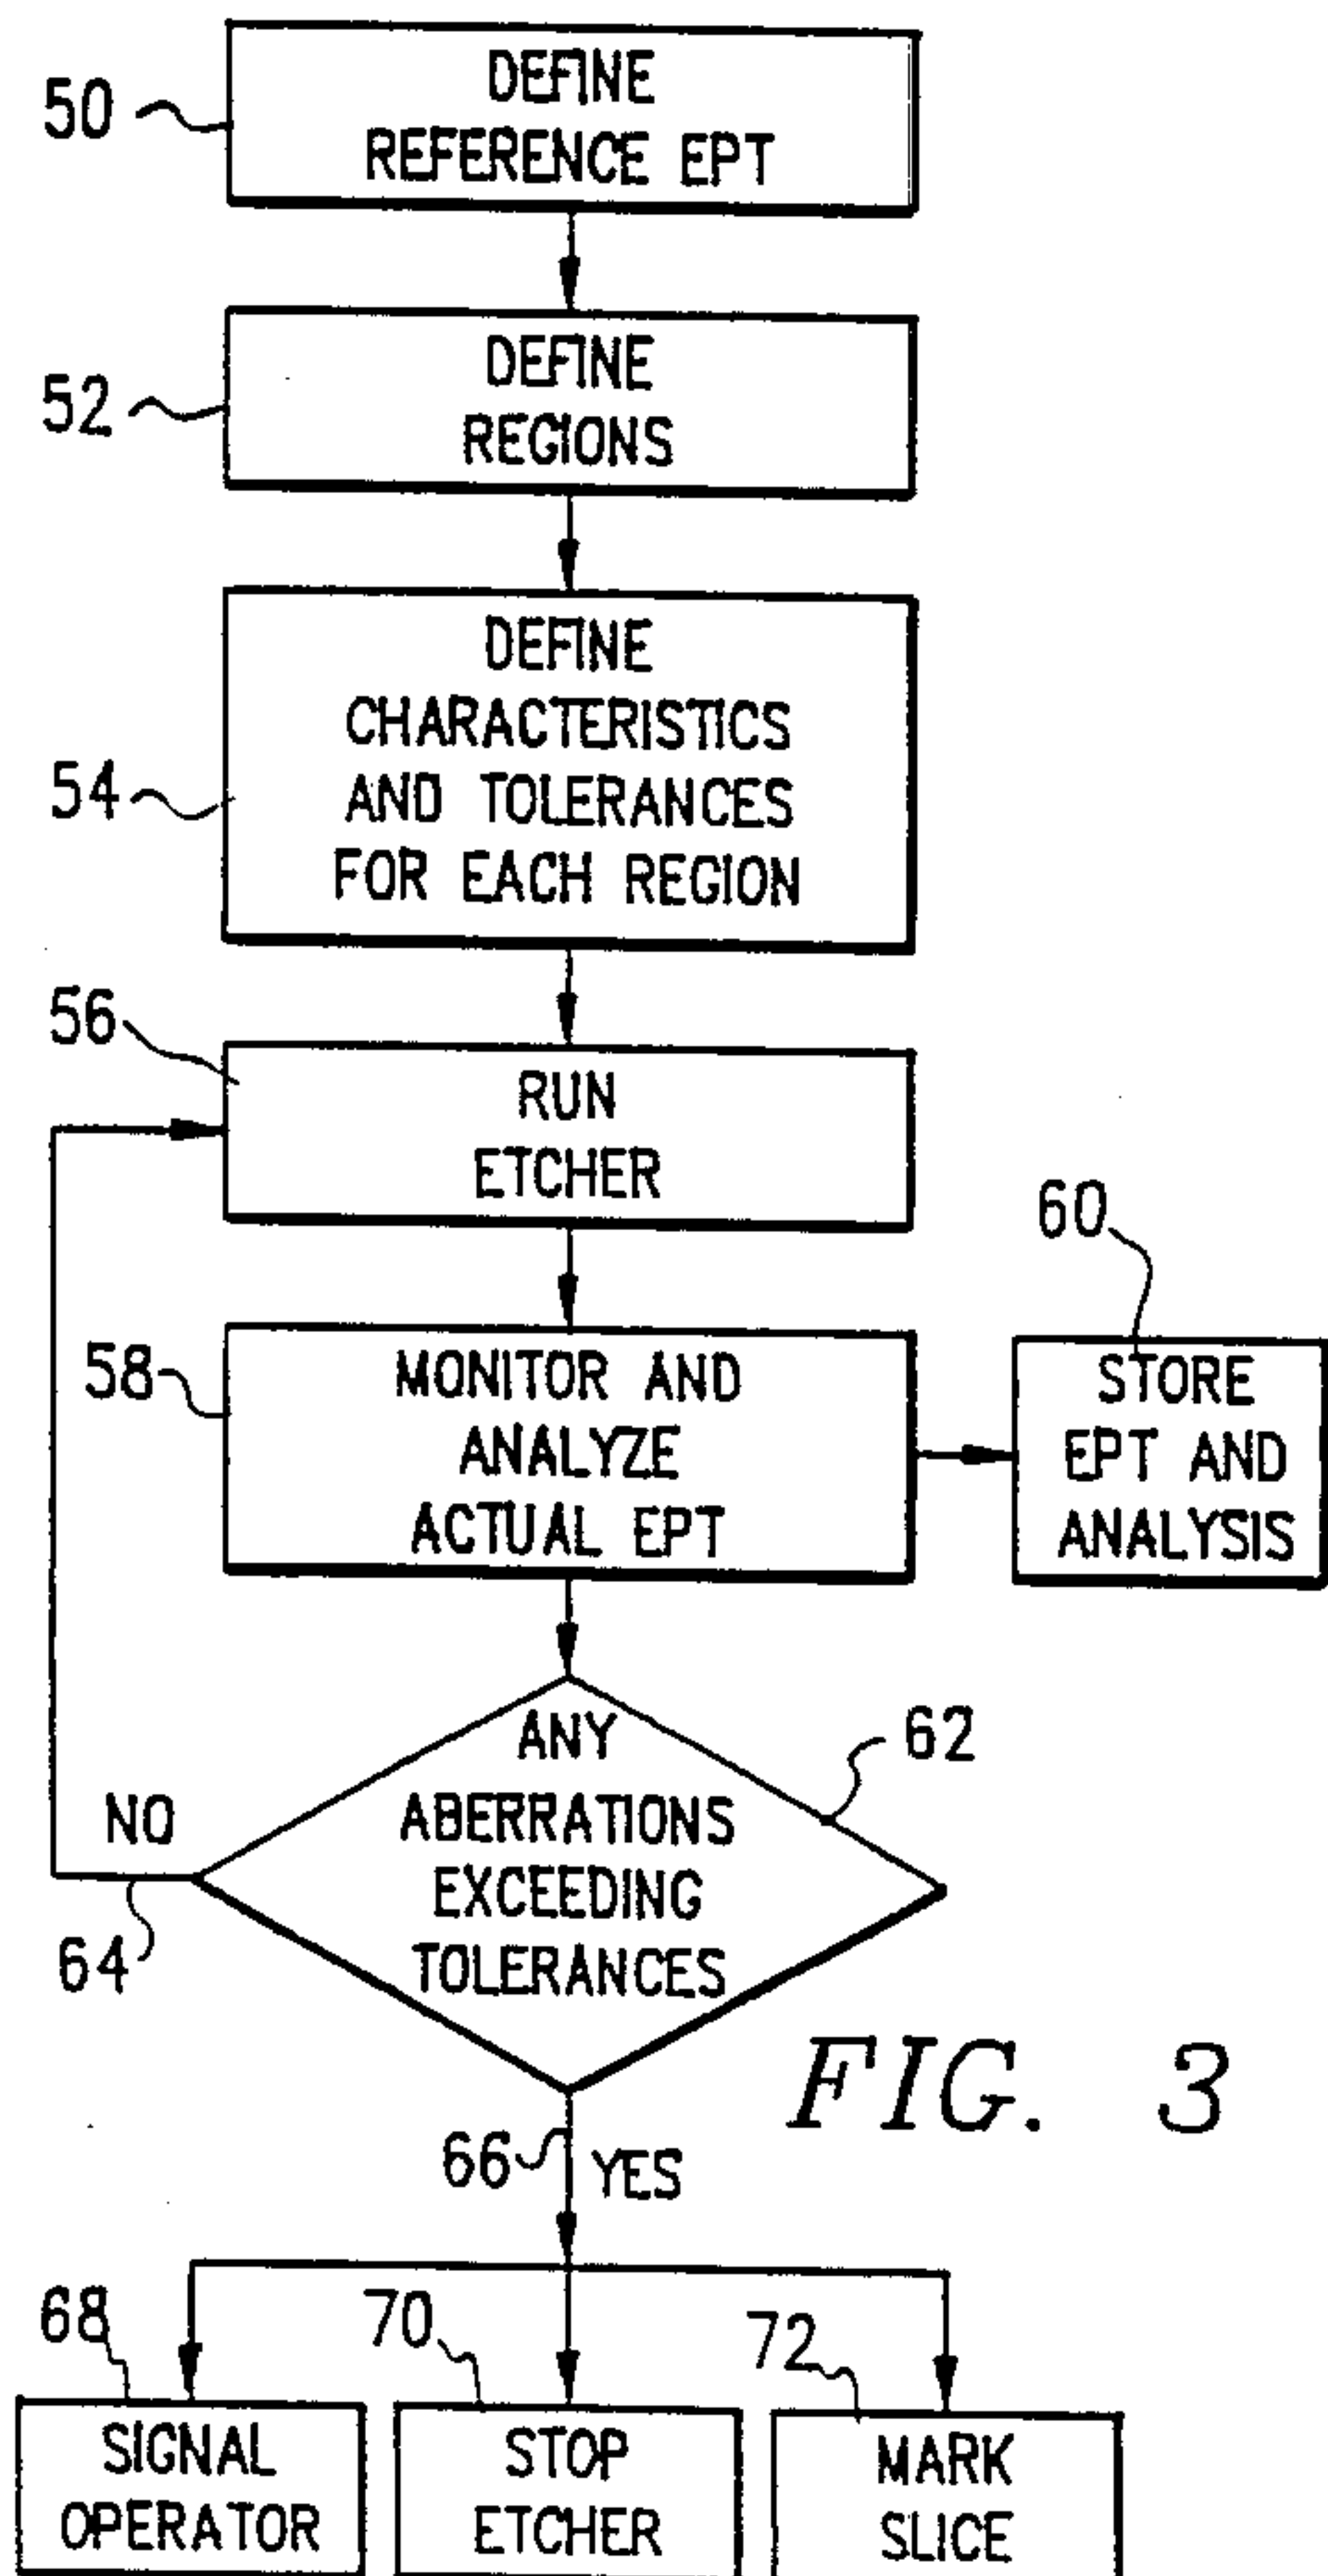 50
DEFINE
REFERENCE EPT
52
DEFINE
REGIONS
54
DEFINE
CHARACTERISTICS
AND TOLERANCES
FOR EACH REGION
56
RUN
ETCHER
58
MONITOR AND
ANALYZE
ACTUAL EPT
60
STORE
EPT AND
ANALYSIS
62
ANY
ABERRATIONS
EXCEEDING
TOLERANCES
NO
64
FIG. 3
66
YES
68
SIGNAL
OPERATOR
70
STOP
ETCHER
72
MARK
SLICE